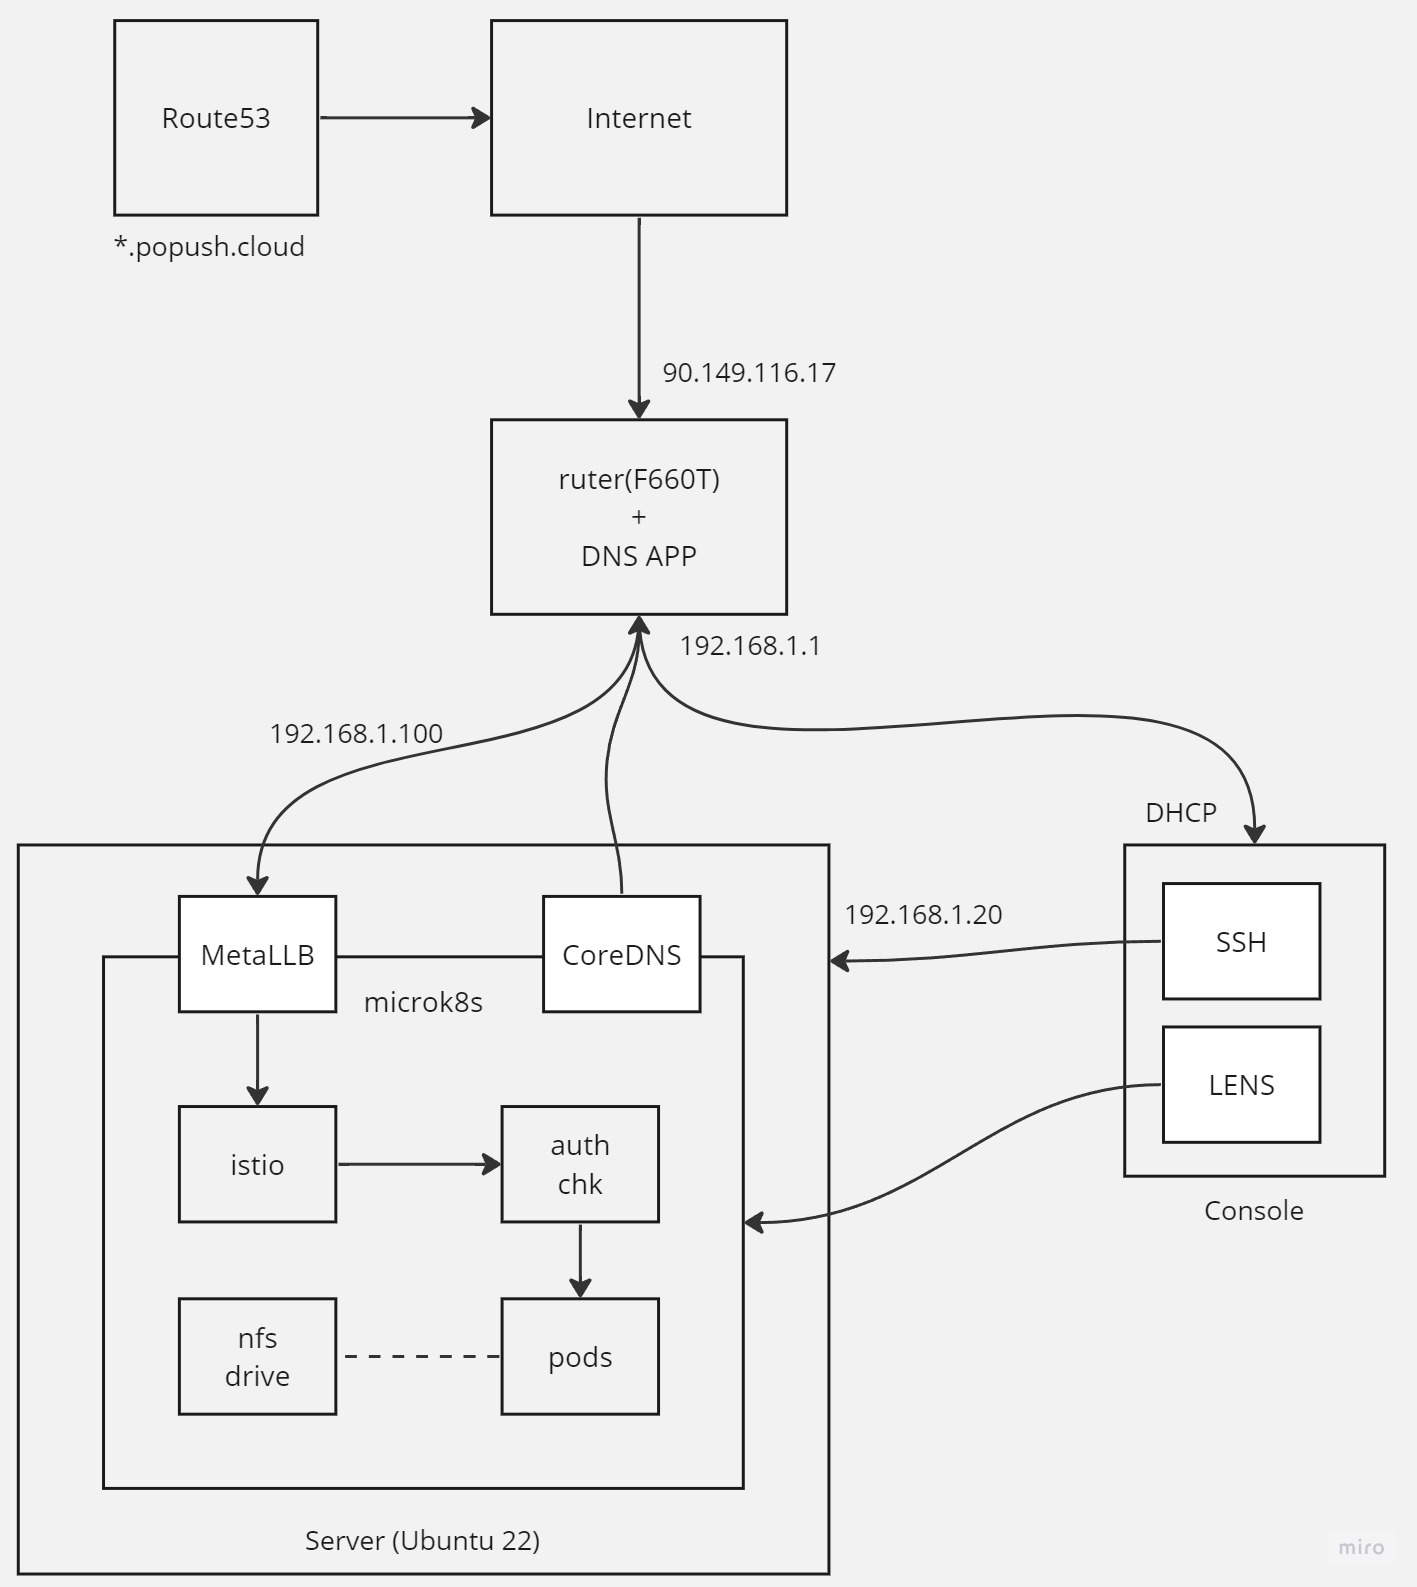 Route53
Internet
*.popush.cloud
90.149.116.17
ruter(F660T)
+
DNS APP
192.168.1.1
192.168.1.100
DHCP
192.168.1.20
SSH
MetaLLB
CoreDNS
microk8s
LENS
istio
auth
chk
Console
nfs
drive
pods
Server (Ubuntu 22)
miro